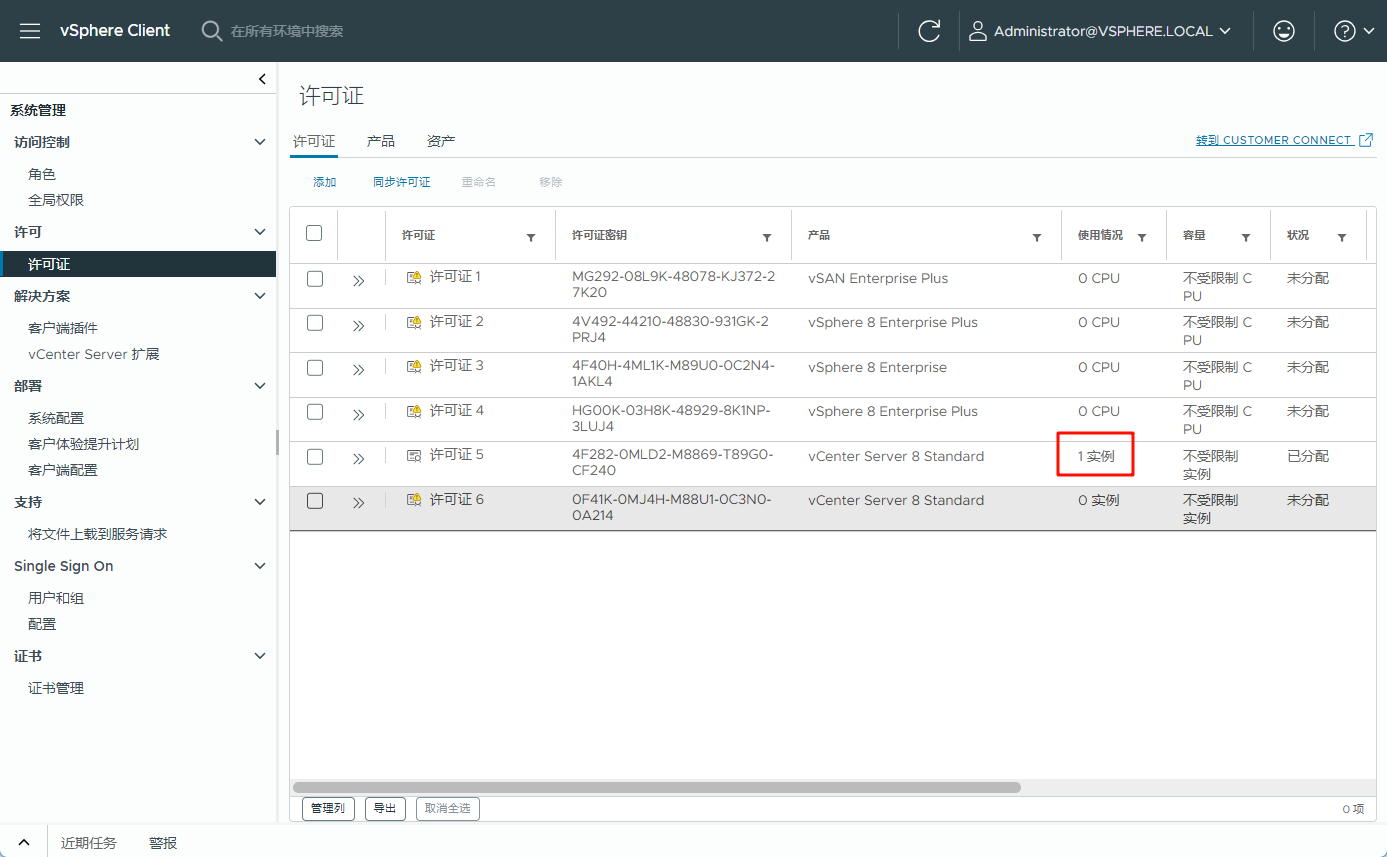 vSphere Client
在所有环境中搜索
Administrator@VSPHERE.LOCAL
系统管理
访问控制
角色
全局权限
许可
许可证
解决方案
客户端插件
vCenter Server 扩展
部署
系统配置
客户体验提升计划
客户端配置
支持
将文件上载到服务请求
Single Sign On
用户和组
配置
证书
证书管理
许可证
许可证 产品 资产
转到 CUSTOMER CONNECT
添加 同步许可证 重命名 移除
许可证 许可证密钥 产品 使用情况 容量 状况
许可证 1 MG292-08L9K-48078-KJ372-2 vSAN Enterprise Plus 0 CPU 不受限制 C 未分配
7K20 PU
许可证 2 4V492-44210-48830-931GK-2 vSphere 8 Enterprise Plus 0 CPU 不受限制 C 未分配
PRJ4 PU
许可证 3 4F40H-4ML1K-M89U0-0C2N4- vSphere 8 Enterprise 0 CPU 不受限制 C 未分配
1AKL4 PU
许可证 4 HG00K-03H8K-48929-8K1NP- vSphere 8 Enterprise Plus 0 CPU 不受限制 C 未分配
3LUJ4 PU
许可证 5 4F282-0MLD2-M8869-T89G0- vCenter Server 8 Standard 1 实例 不受限制 已分配
CF240 实例
许可证 6 0F41K-0MJ4H-M88U1-0C3N0- vCenter Server 8 Standard 0 实例 不受限制 未分配
0A214 实例
管理列 导出 取消全选 0 项
近期任务 警报